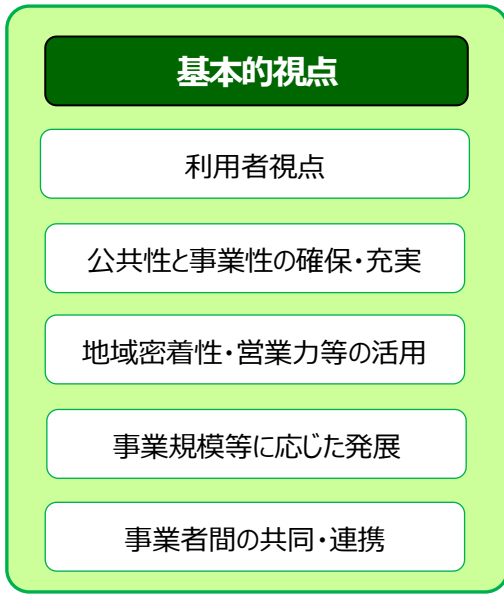 基本的視点
利用者視点
公共性と事業性の確保・充実
地域密着性・営業力等の活用
事業規模等に応じた発展
事業者間の共同・連携